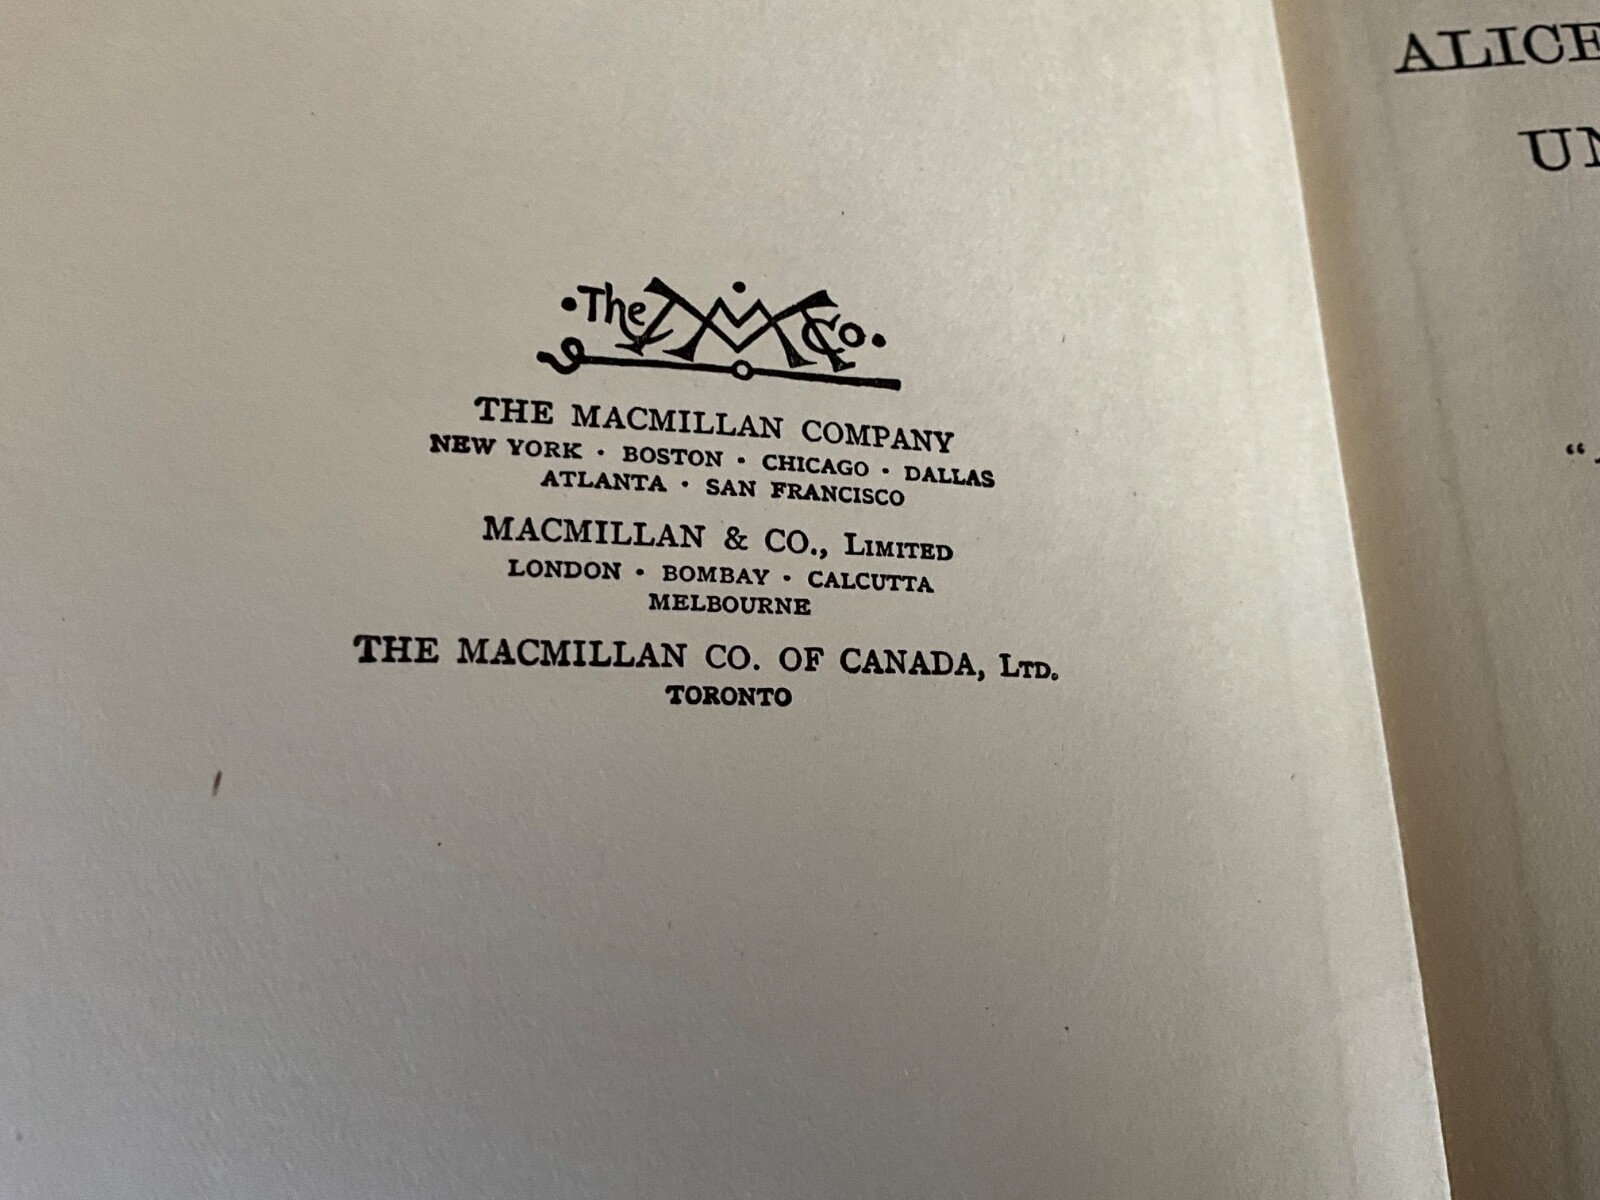 The M Co.
THE MACMILLAN COMPANY
NEW YORK · BOSTON · CHICAGO · DALLAS
ATLANTA · SAN FRANCISCO
MACMILLAN & CO., LIMITED
LONDON · BOMBAY · CALCUTTA
MELBOURNE
THE MACMILLAN CO. OF CANADA, LTD.
TORONTO
ALICE